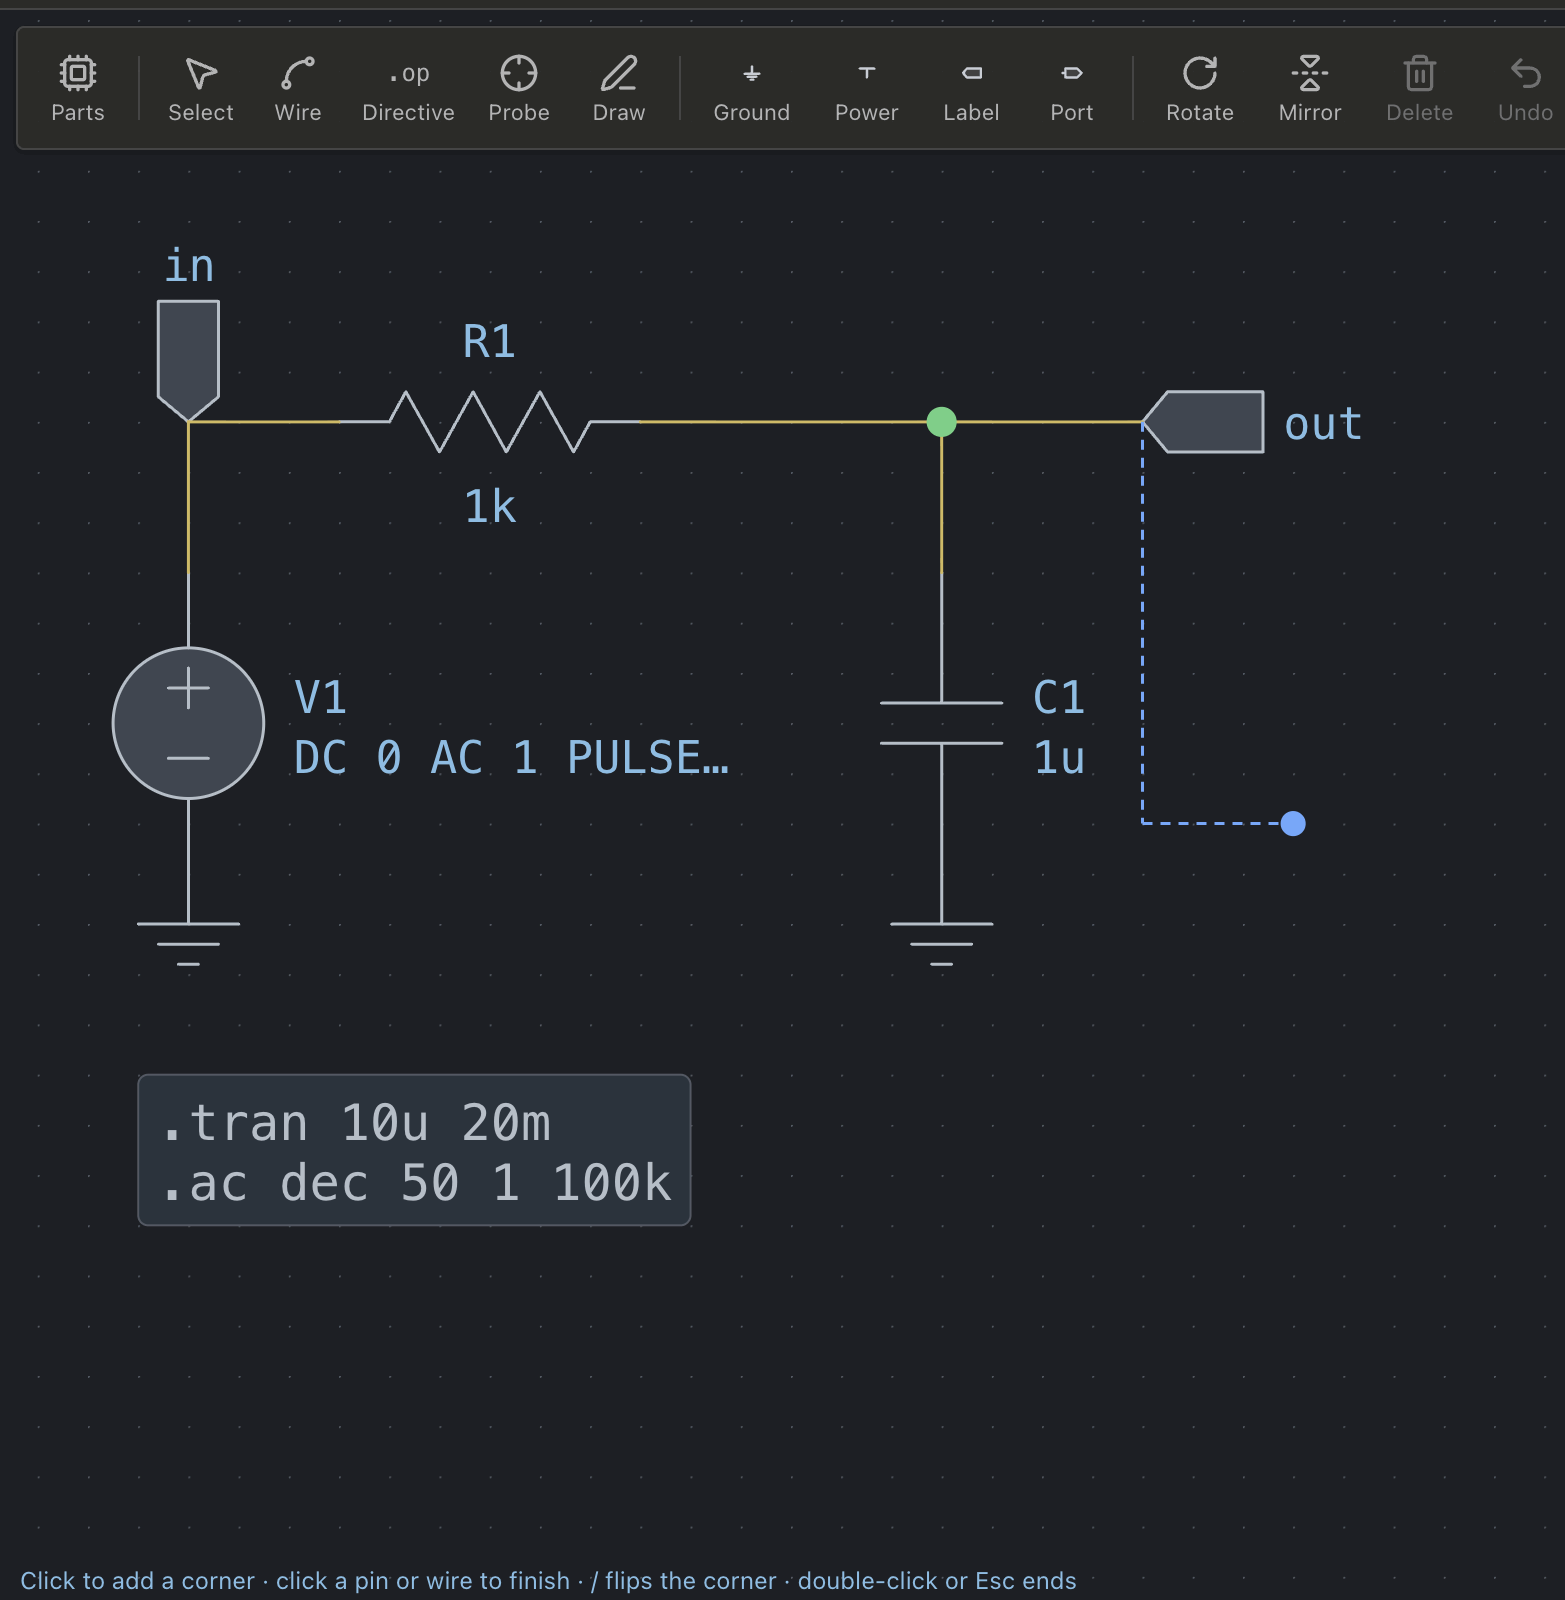 Parts Select Wire .op Directive Probe Draw Ground Power Label Port Rotate Mirror Delete Undo
in
R1
out
1k
V1
DC 0 AC 1 PULSE…
C1
1u
.tran 10u 20m
.ac dec 50 1 100k
Click to add a corner · click a pin or wire to finish · / flips the corner · double-click or Esc ends